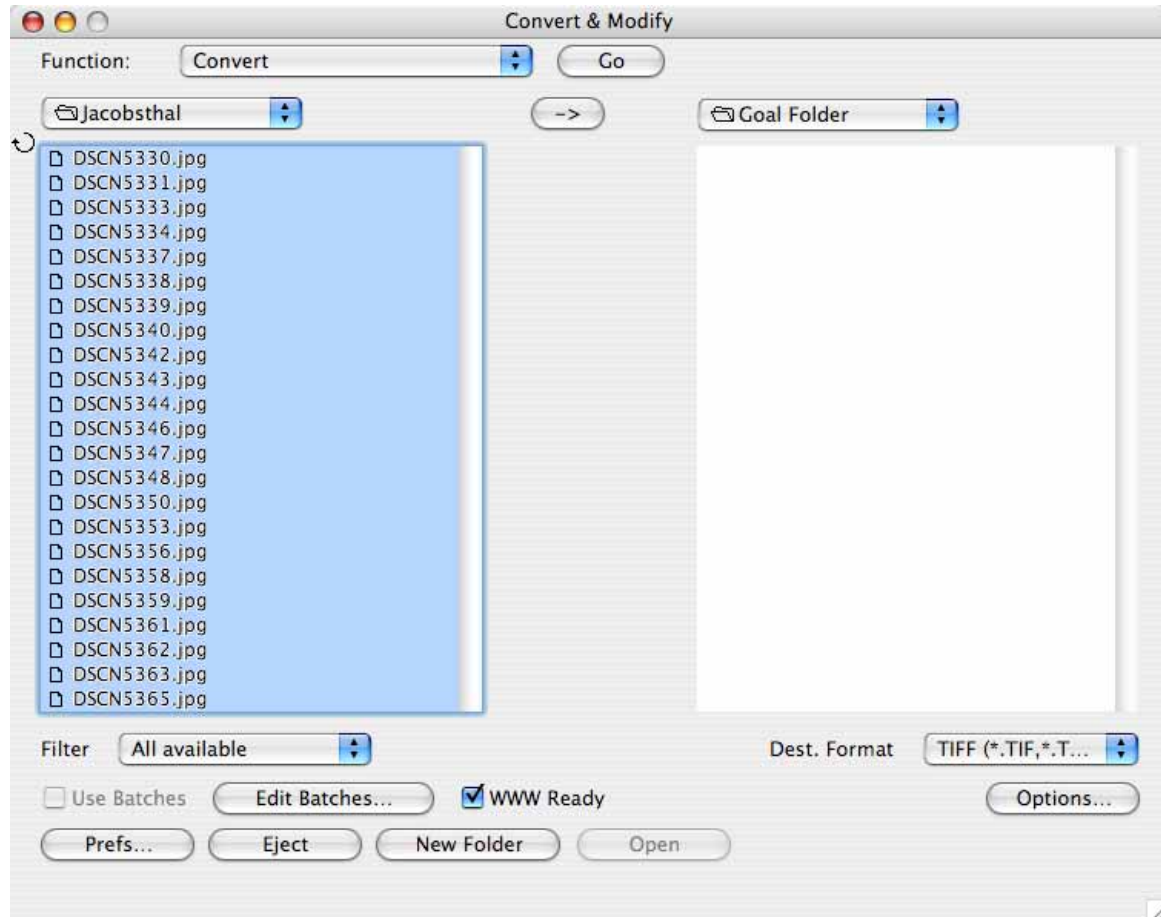 Convert & Modify
Function: Convert Go
Jacobsthal -> Goal Folder
DSCN5330.jpg
DSCN5331.jpg
DSCN5333.jpg
DSCN5334.jpg
DSCN5337.jpg
DSCN5338.jpg
DSCN5339.jpg
DSCN5340.jpg
DSCN5342.jpg
DSCN5343.jpg
DSCN5344.jpg
DSCN5346.jpg
DSCN5347.jpg
DSCN5348.jpg
DSCN5350.jpg
DSCN5353.jpg
DSCN5356.jpg
DSCN5358.jpg
DSCN5359.jpg
DSCN5361.jpg
DSCN5362.jpg
DSCN5363.jpg
DSCN5365.jpg
Filter All available Dest. Format TIFF (*.TIF,*.T...
Use Batches Edit Batches... WWW Ready Options...
Prefs... Eject New Folder Open